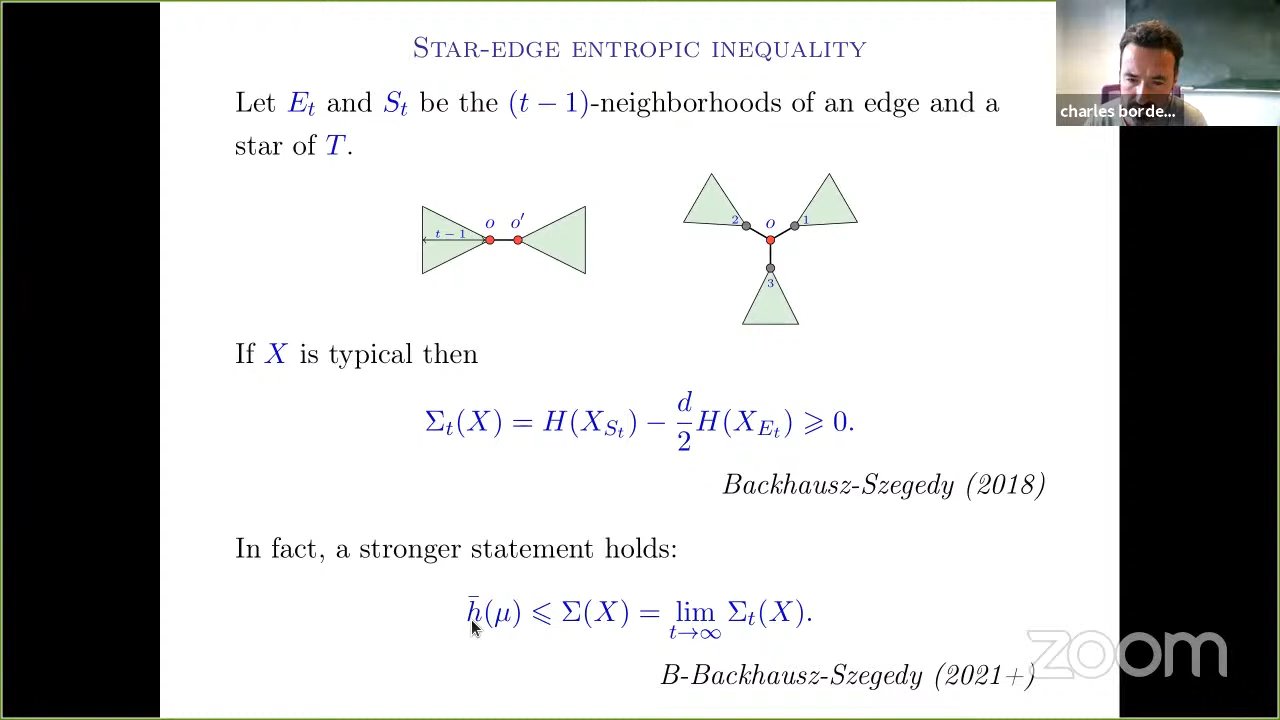 STAR-EDGE ENTROPIC INEQUALITY
Let E_t and S_t be the (t − 1)-neighborhoods of an edge and a
star of T.
t − 1
o
o′
2
o
1
3
If X is typical then
Σ_t(X) = H(X_{S_t}) − d/2 H(X_{E_t}) ⩾ 0.
Backhausz-Szegedy (2018)
In fact, a stronger statement holds:
h̄(μ) ⩽ Σ(X) = lim_{t→∞} Σ_t(X).
B-Backhausz-Szegedy (2021+)
charles borde...
zoom